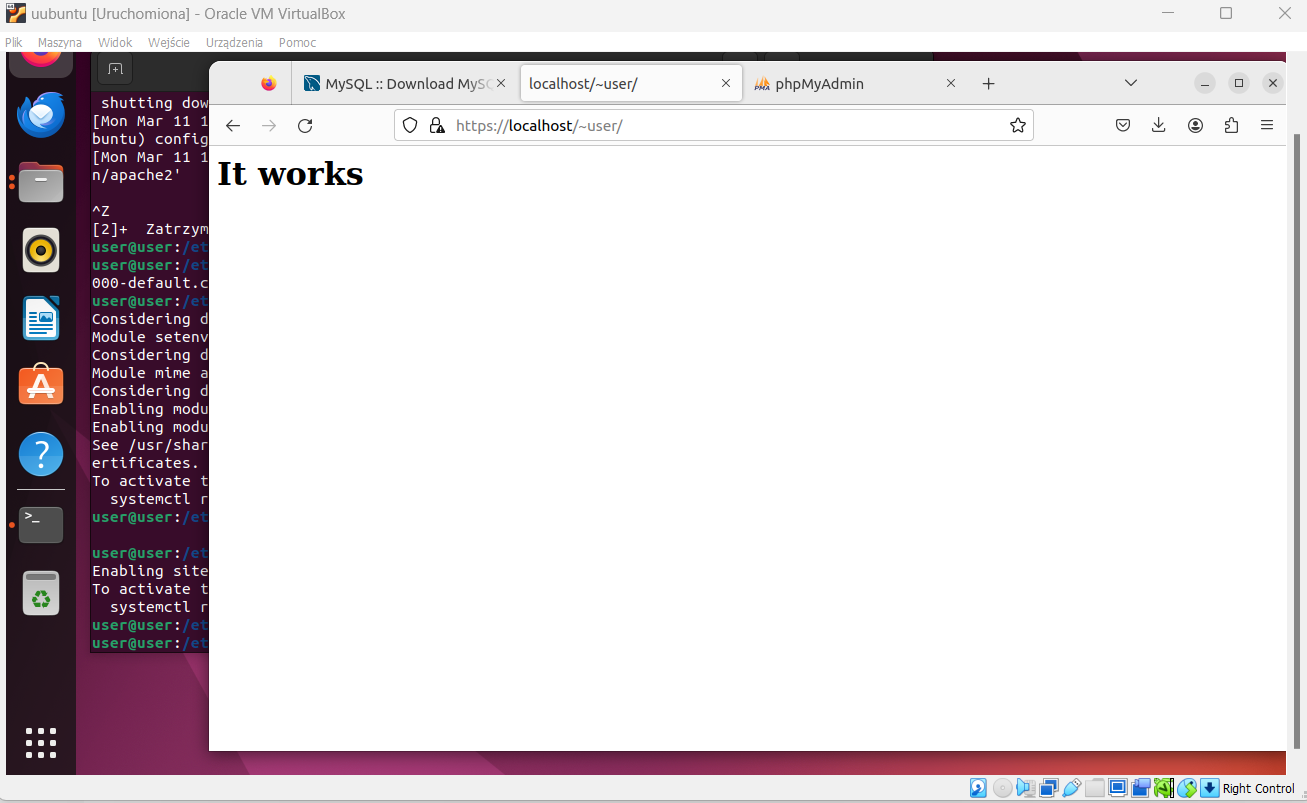 uubuntu [Uruchomiona] - Oracle VM VirtualBox
Plik Maszyna Widok Wejście Urządzenia Pomoc
MySQL :: Download MySQ
localhost/~user/
phpMyAdmin
https://localhost/~user/
It works
shutting dow
[Mon Mar 11 1
buntu) config
[Mon Mar 11 1
n/apache2'
^Z
[2]+ Zatrzym
user@user:/et
user@user:/et
000-default.c
user@user:/et
Considering d
Module setenv
Considering d
Module mime a
Considering d
Enabling modu
Enabling modu
See /usr/shar
ertificates.
To activate t
systemctl r
user@user:/et
user@user:/et
Enabling site
To activate t
systemctl r
user@user:/et
user@user:/et
Right Control